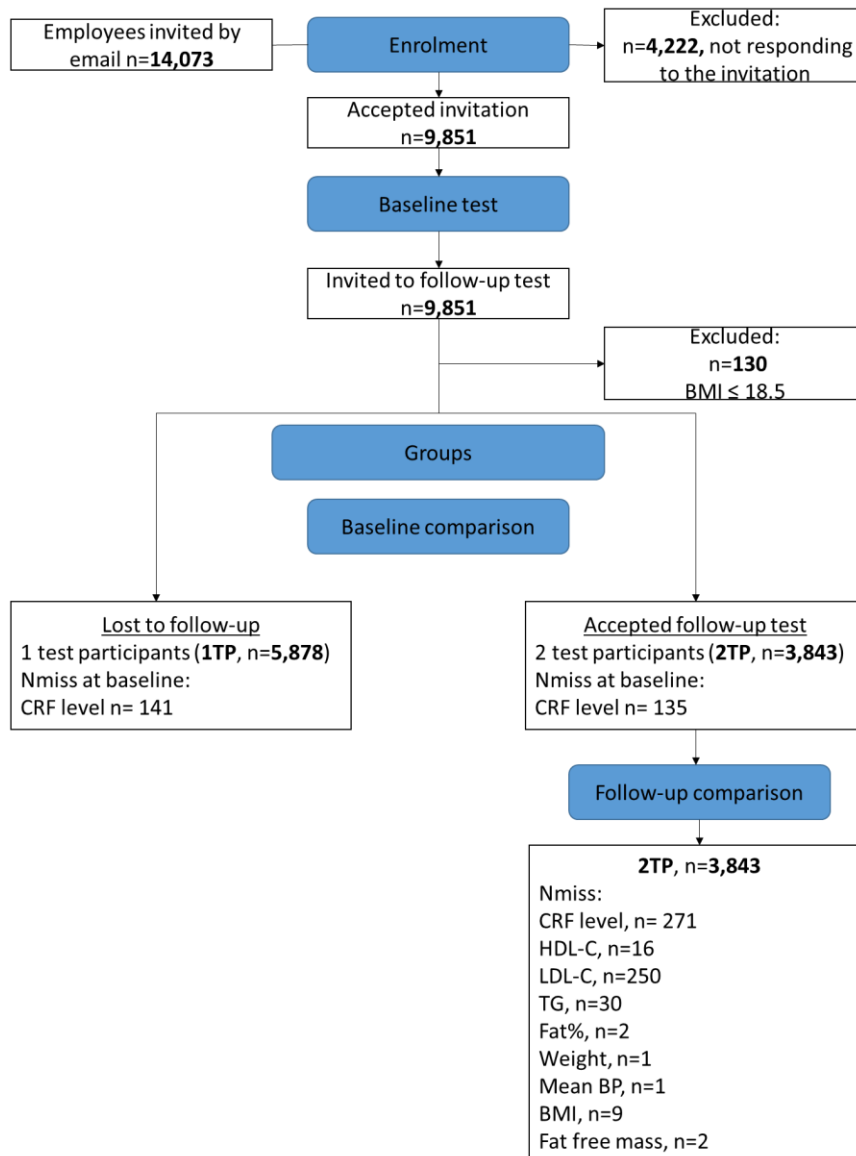 Employees invited by
email n=14,073
Enrolment
Excluded:
n=4,222, not responding
to the invitation
Accepted invitation
n=9,851
Baseline test
Invited to follow-up test
n=9,851
Excluded:
n=130
BMI ≤ 18.5
Groups
Baseline comparison
Lost to follow-up
1 test participants (1TP, n=5,878)
Nmiss at baseline:
CRF level n= 141
Accepted follow-up test
2 test participants (2TP, n=3,843)
Nmiss at baseline:
CRF level n= 135
Follow-up comparison
2TP, n=3,843
Nmiss:
CRF level, n= 271
HDL-C, n=16
LDL-C, n=250
TG, n=30
Fat%, n=2
Weight, n=1
Mean BP, n=1
BMI, n=9
Fat free mass, n=2